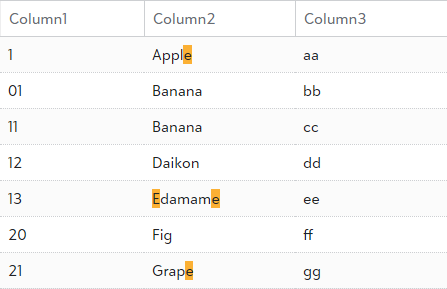 Column1 Column2 Column3
1 Apple aa
01 Banana bb
11 Banana cc
12 Daikon dd
13 Edamame ee
20 Fig ff
21 Grape gg